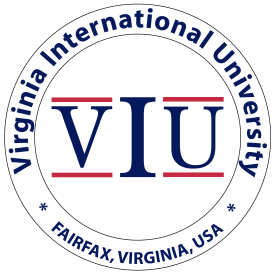 Virginia International University
VIU
* FAIRFAX, VIRGINIA, USA *